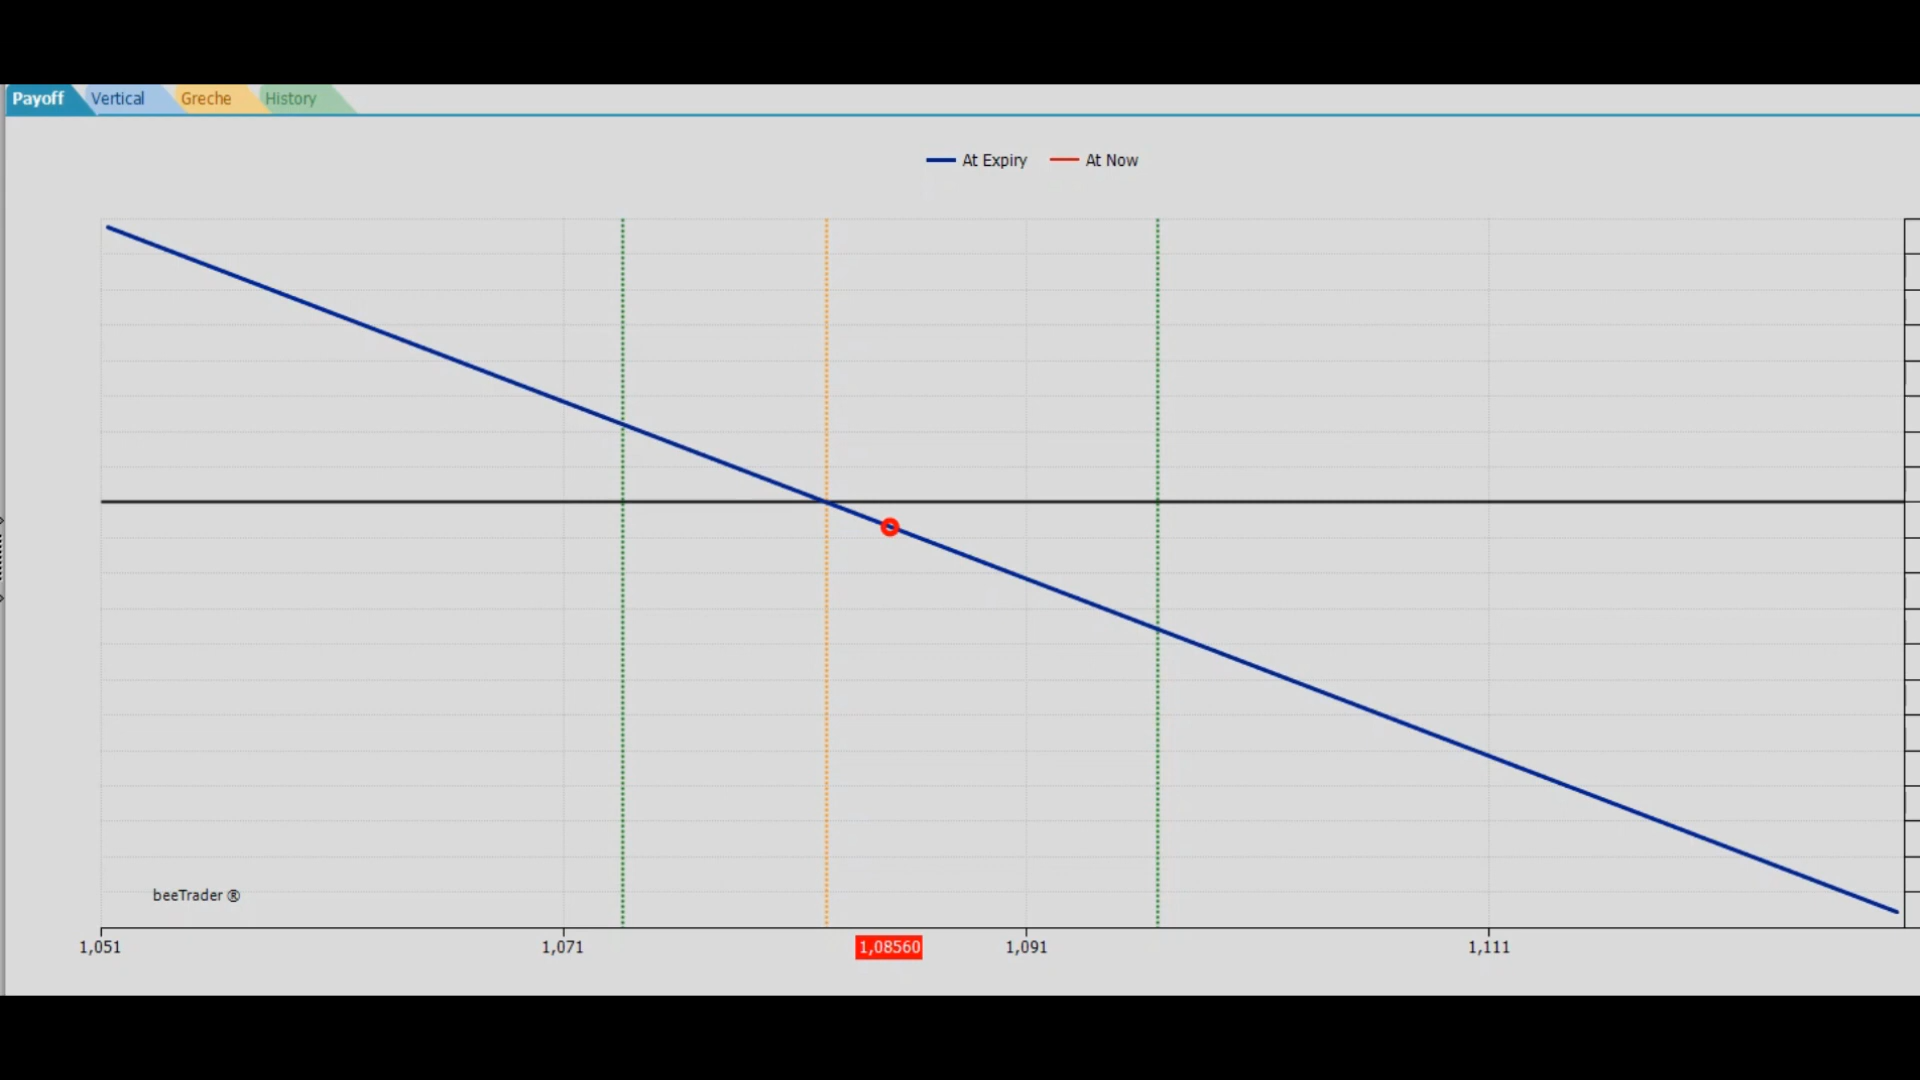 Payoff Vertical Greche History
At Expiry At Now
beeTrader ®
1,051 1,071 1,08560 1,091 1,111